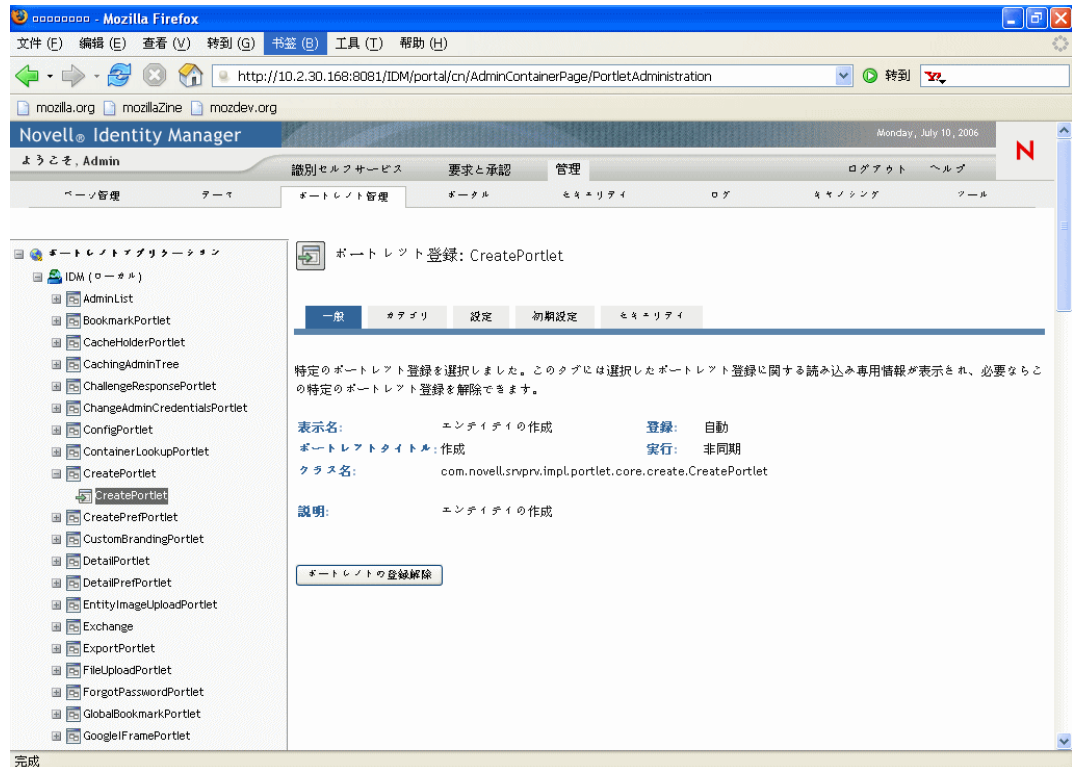 - Mozilla Firefox
文件 (F) 编辑 (E) 查看 (V) 转到 (G) 书签 (B) 工具 (T) 帮助 (H)
http://10.2.30.168:8081/IDM/portal/cn/AdminContainerPage/PortletAdministration 转到
mozilla.org mozillaZine mozdev.org
Novell® Identity Manager Monday, July 10, 2006
ようこそ, Admin N
識別セルフサービス 要求と承認 管理 ログアウト ヘルプ
ページ管理 テーマ ポートレット管理 ポータル セキュリティ ログ キャッシング ツール
ポートレットアプリケーション
IDM (ローカル)
AdminList
BookmarkPortlet
CacheHolderPortlet
CachingAdminTree
ChallengeResponsePortlet
ChangeAdminCredentialsPortlet
ConfigPortlet
ContainerLookupPortlet
CreatePortlet
CreatePortlet
CreatePrefPortlet
CustomBrandingPortlet
DetailPortlet
DetailPrefPortlet
EntityImageUploadPortlet
Exchange
ExportPortlet
FileUploadPortlet
ForgotPasswordPortlet
GlobalBookmarkPortlet
GoogleIFramePortlet
ポートレット登録: CreatePortlet
一般 カテゴリ 設定 初期設定 セキュリティ
特定のポートレット登録を選択しました。このタブには選択したポートレット登録に関する読み込み専用情報が表示され、必要ならこ
の特定のポートレット登録を解除できます。
表示名: エンティティの作成 登録: 自動
ポートレットタイトル: 作成 実行: 非同期
クラス名: com.novell.srvprv.impl.portlet.core.create.CreatePortlet
説明: エンティティの作成
ポートレットの登録解除
完成